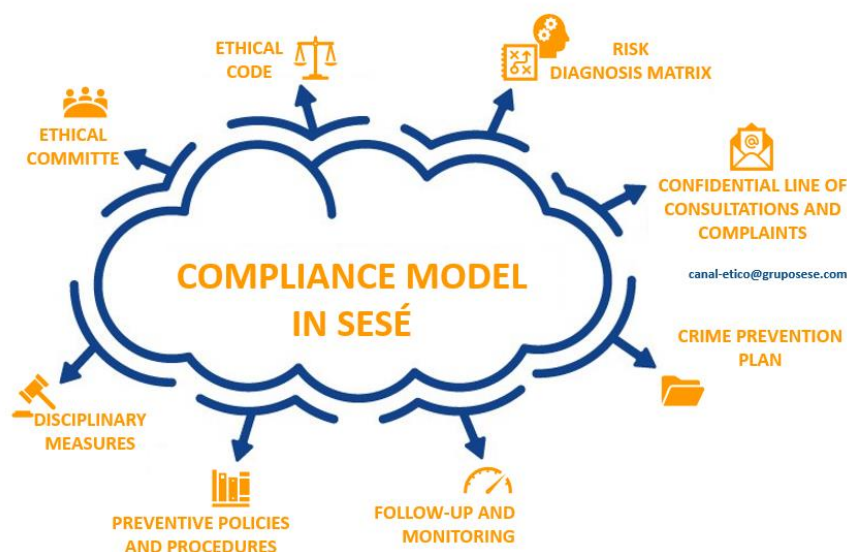 ETHICAL
CODE
RISK
DIAGNOSIS MATRIX
ETHICAL
COMMITTE
CONFIDENTIAL LINE OF
CONSULTATIONS AND
COMPLAINTS
canal-etico@gruposese.com
COMPLIANCE MODEL
IN SESÉ
CRIME PREVENTION
PLAN
DISCIPLINARY
MEASURES
PREVENTIVE POLICIES
AND PROCEDURES
FOLLOW-UP AND
MONITORING